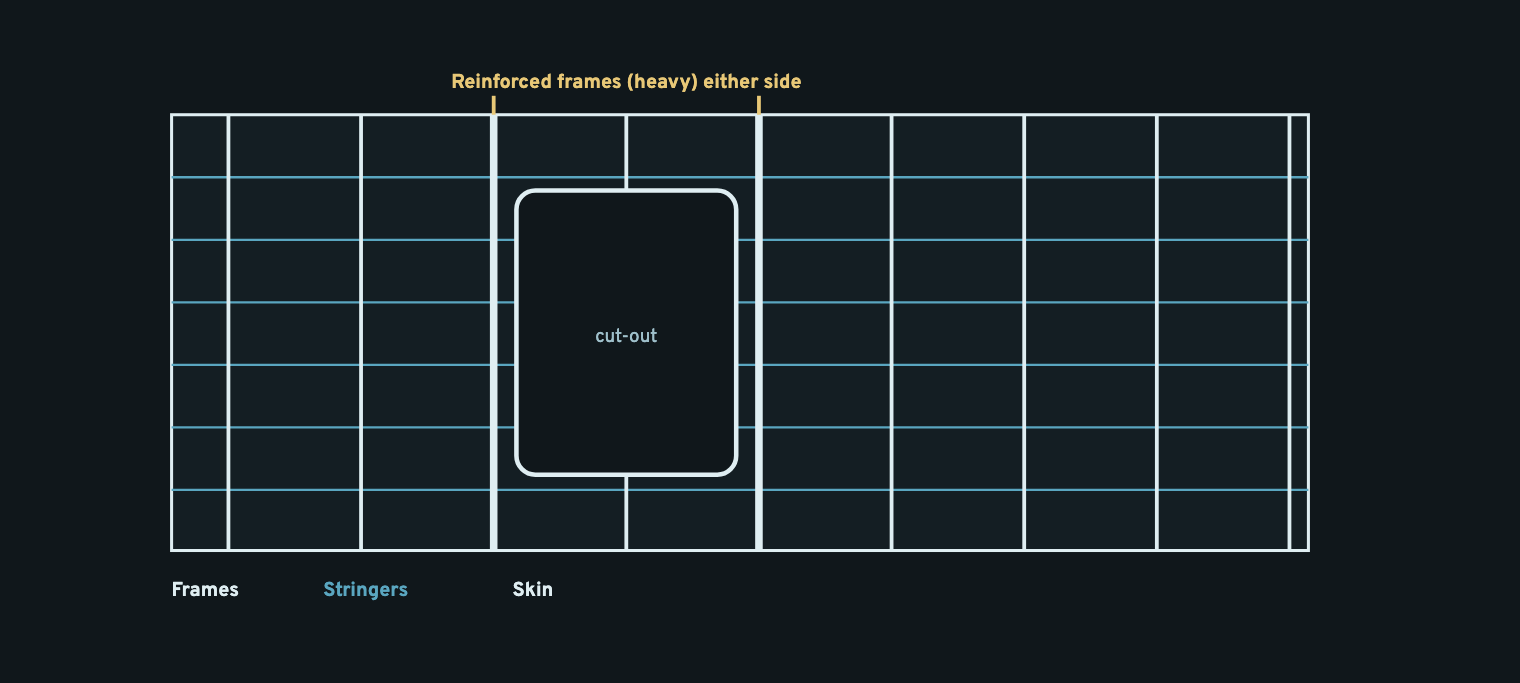 Reinforced frames (heavy) either side
cut-out
Frames
Stringers
Skin